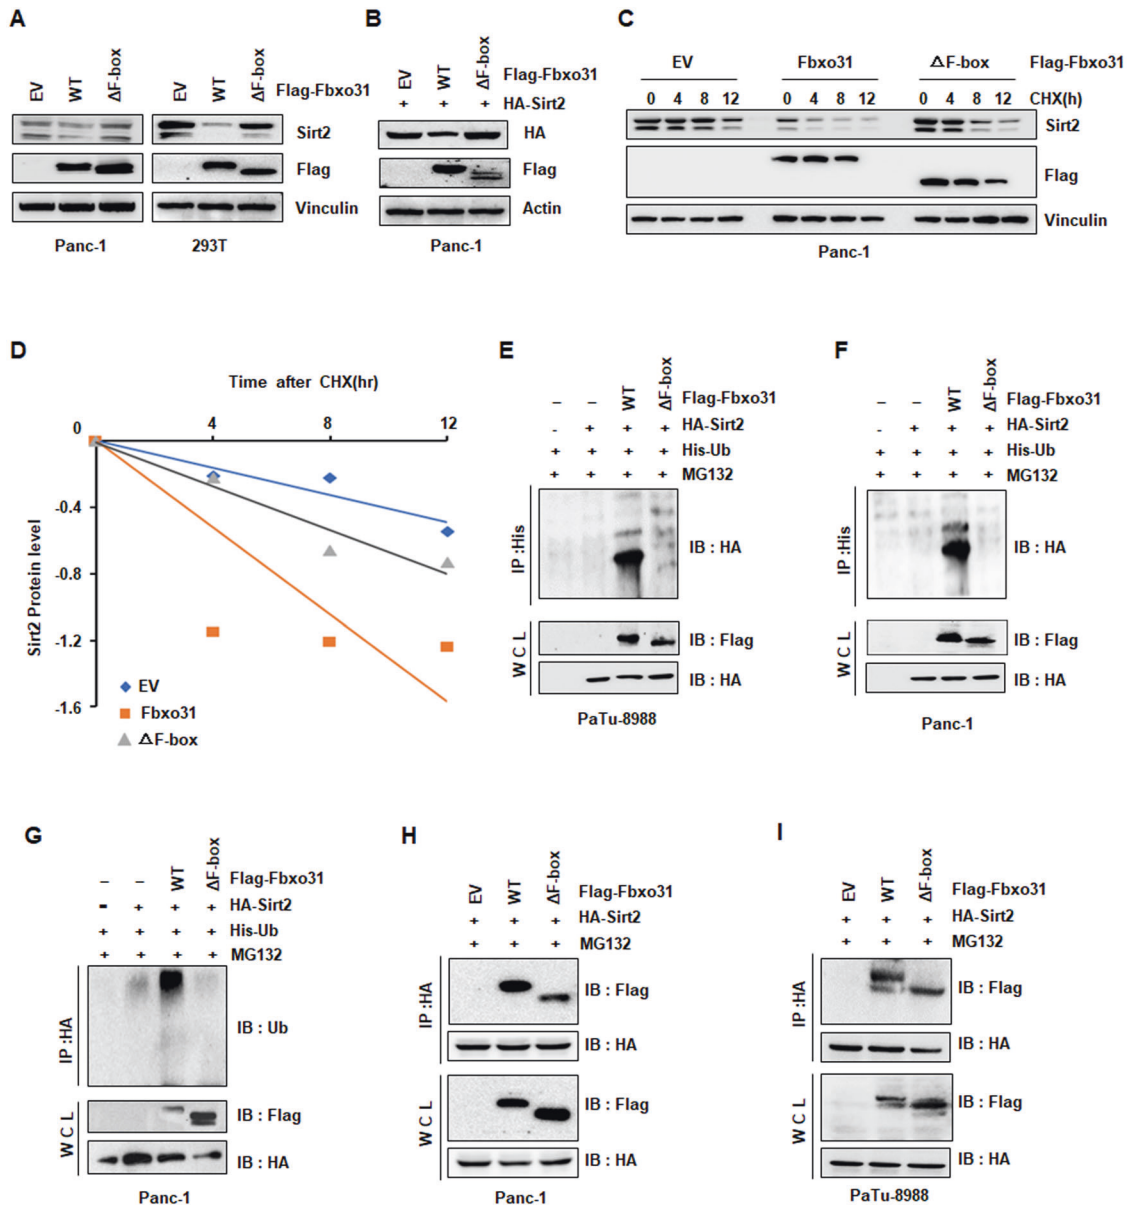 A
EV WT ΔF-box Flag-Fbxo31
EV WT ΔF-box
Sirt2
Flag
Vinculin
Panc-1 293T
B
EV WT ΔF-box Flag-Fbxo31
+ + + HA-Sirt2
HA
Flag
Actin
Panc-1
C
EV Fbxo31 ΔF-box Flag-Fbxo31
0 4 8 12 0 4 8 12 0 4 8 12 CHX(h)
Sirt2
Flag
Vinculin
Panc-1
D
Time after CHX(hr)
0 4 8 12
-0.4
-0.8
-1.2
-1.6
Sirt2 Protein level
EV
Fbxo31
ΔF-box
E
– – WT ΔF-box Flag-Fbxo31
- + + + HA-Sirt2
+ + + + His-Ub
+ + + + MG132
IP :His
IB : HA
W C L
IB : Flag
IB : HA
PaTu-8988
F
– – WT ΔF-box Flag-Fbxo31
- + + + HA-Sirt2
+ + + + His-Ub
+ + + + MG132
IP :His
IB : HA
W C L
IB : Flag
IB : HA
Panc-1
G
– – WT ΔF-box Flag-Fbxo31
- + + + HA-Sirt2
+ + + + His-Ub
+ + + + MG132
IP :HA
IB : Ub
W C L
IB : Flag
IB : HA
Panc-1
H
EV WT ΔF-box Flag-Fbxo31
+ + + HA-Sirt2
+ + + MG132
IP :HA
IB : Flag
IB : HA
W C L
IB : Flag
IB : HA
Panc-1
I
EV WT ΔF-box Flag-Fbxo31
+ + + HA-Sirt2
+ + + MG132
IP :HA
IB : Flag
IB : HA
W C L
IB : Flag
IB : HA
PaTu-8988